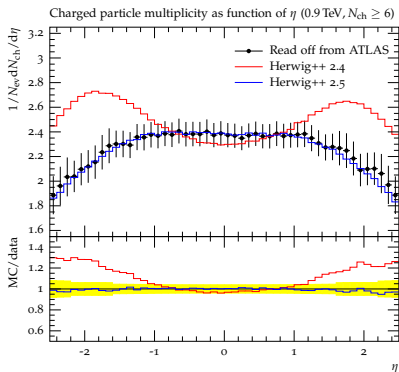 Charged particle multiplicity as function of η (0.9 TeV, Nch ≥ 6)
1/Nev dNch/dη
3.2
3
2.8
2.6
2.4
2.2
2.0
1.8
1.6
Read off from ATLAS
Herwig++ 2.4
Herwig++ 2.5
MC/data
1.4
1.2
1
0.8
0.6
-2 -1 0 1 2
η